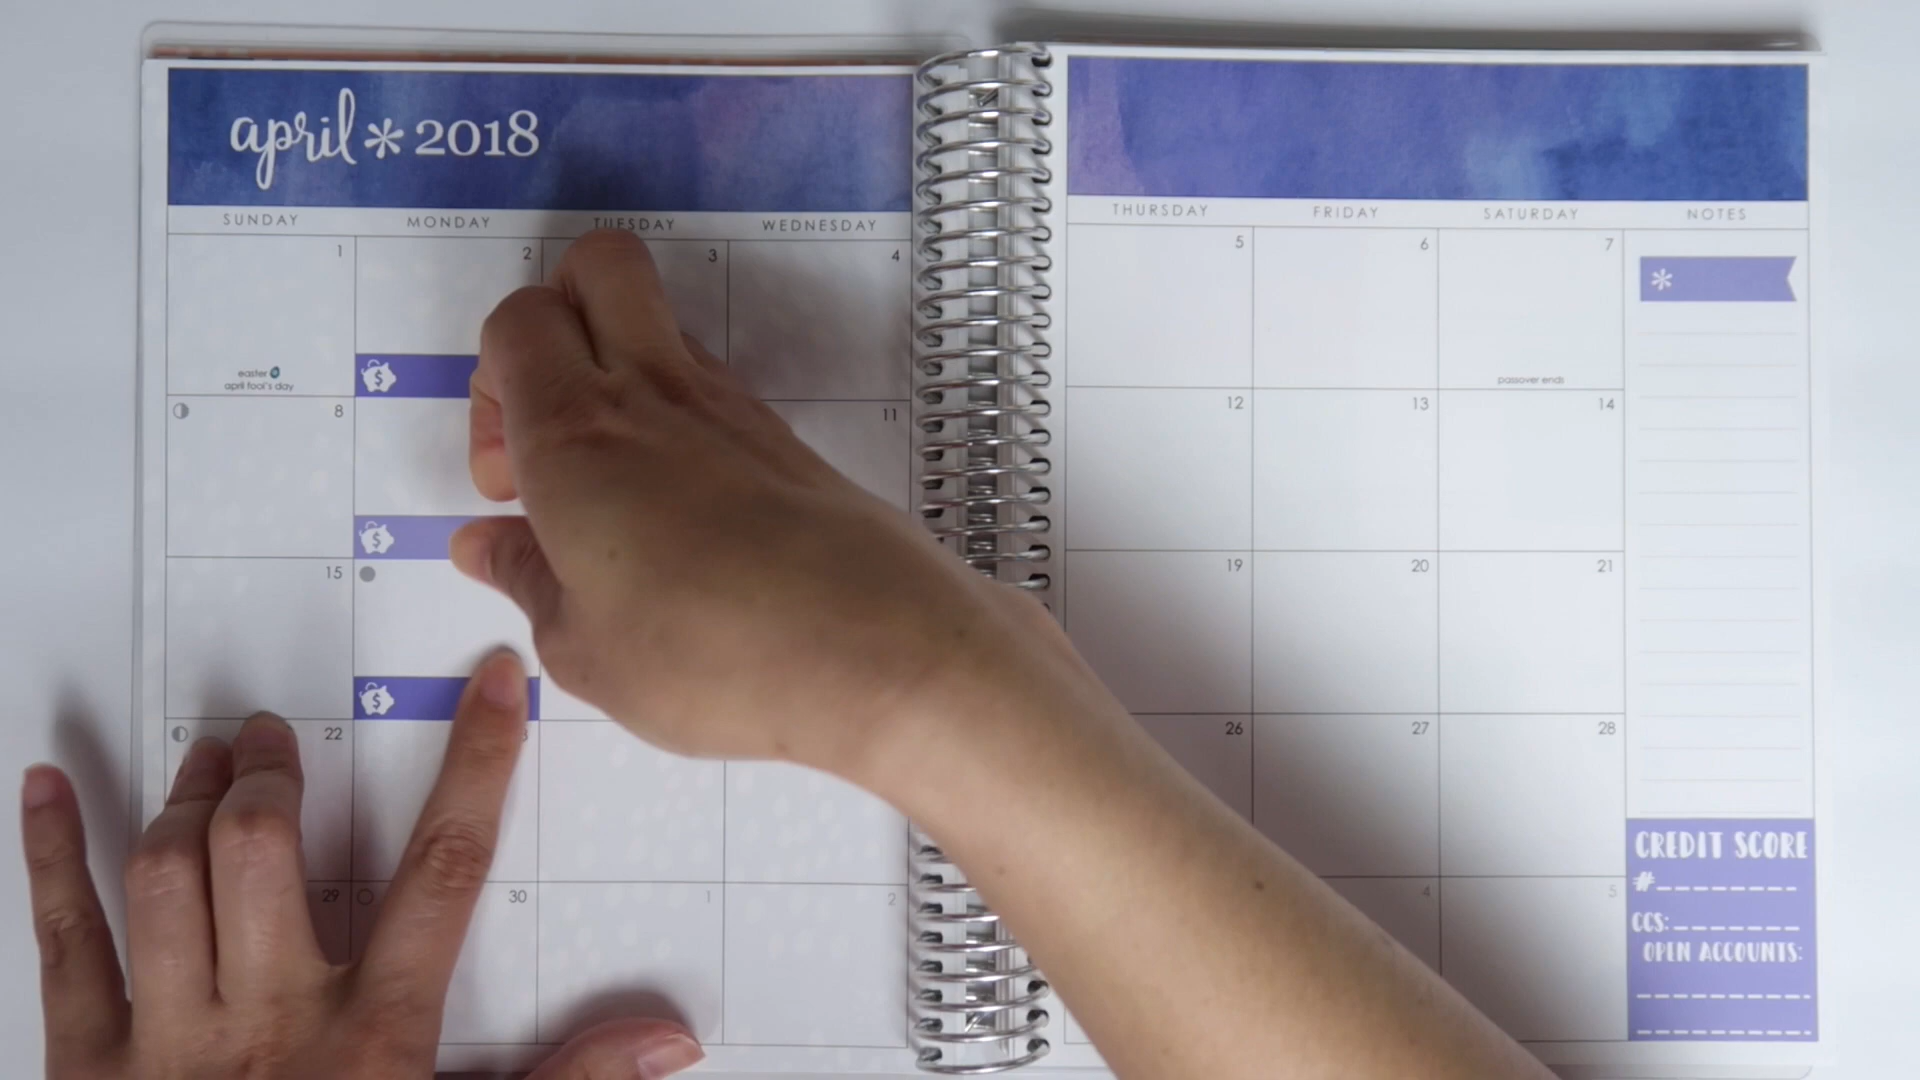 april * 2018
SUNDAY MONDAY TUESDAY WEDNESDAY THURSDAY FRIDAY SATURDAY NOTES
1 2 3 4 5 6 7
*
easter
april fool's day
passover ends
$
8 11 12 13 14
$
15 19 20 21
$
22 26 27 28
29 30 1 2 4 5
CREDIT SCORE
#_ _ _ _ _ _ _ _
CCS:_ _ _ _ _ _ _
OPEN ACCOUNTS: